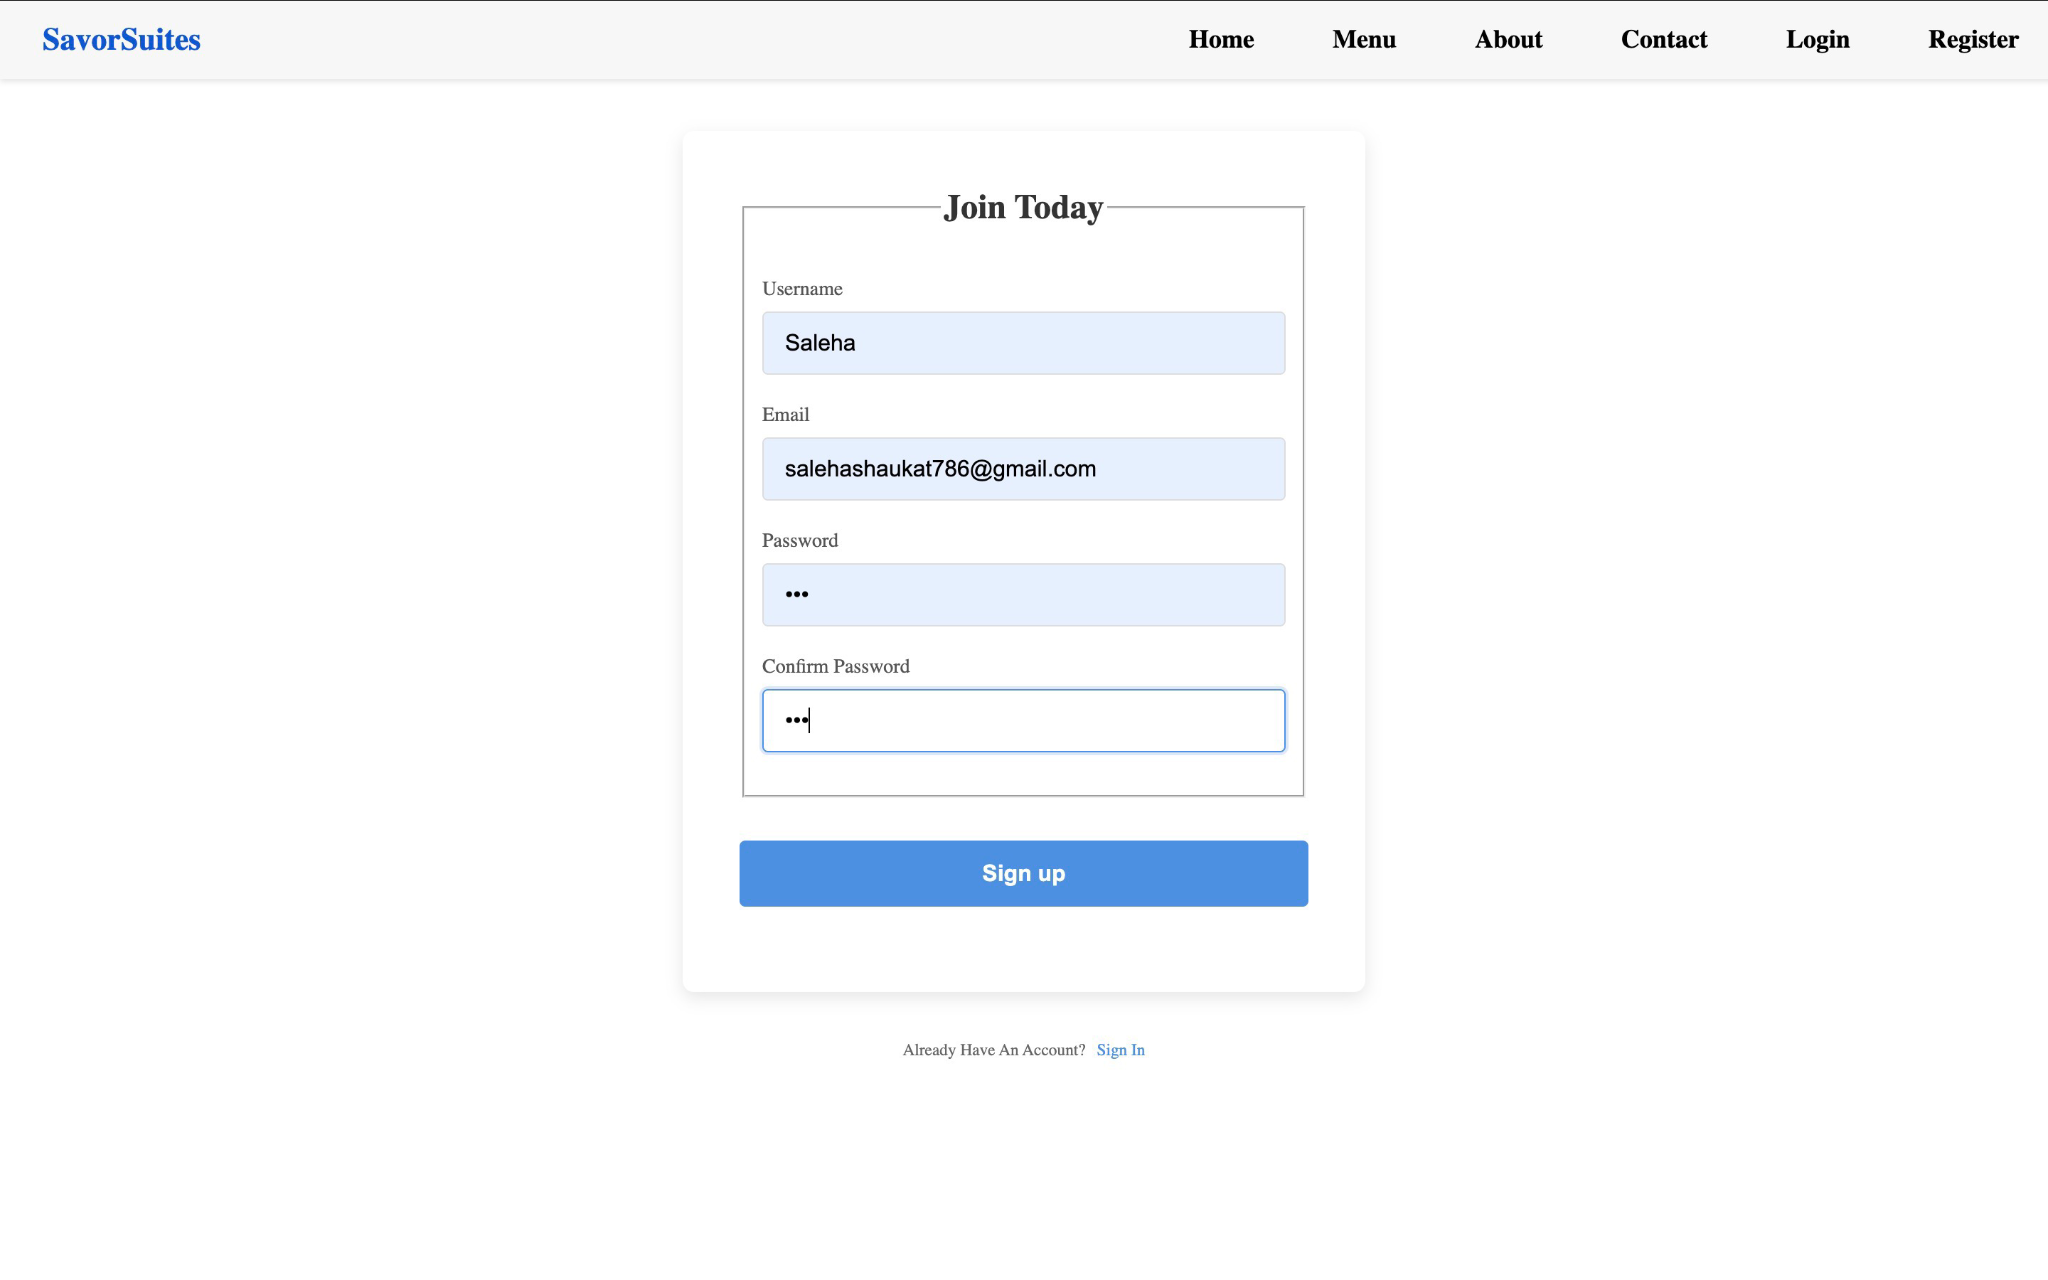 SavorSuites Home Menu About Contact Login Register
Join Today
Username
Saleha
Email
salehashaukat786@gmail.com
Password
•••
Confirm Password
•••
Sign up
Already Have An Account? Sign In